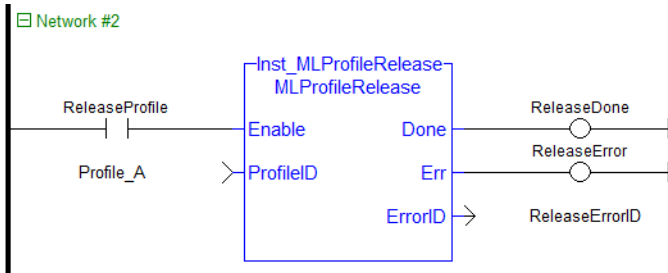 Network #2
Inst_MLProfileRelease
MLProfileRelease
ReleaseProfile
ReleaseDone
Enable
Done
ReleaseError
Profile_A
ProfileID
Err
ErrorID
ReleaseErrorID